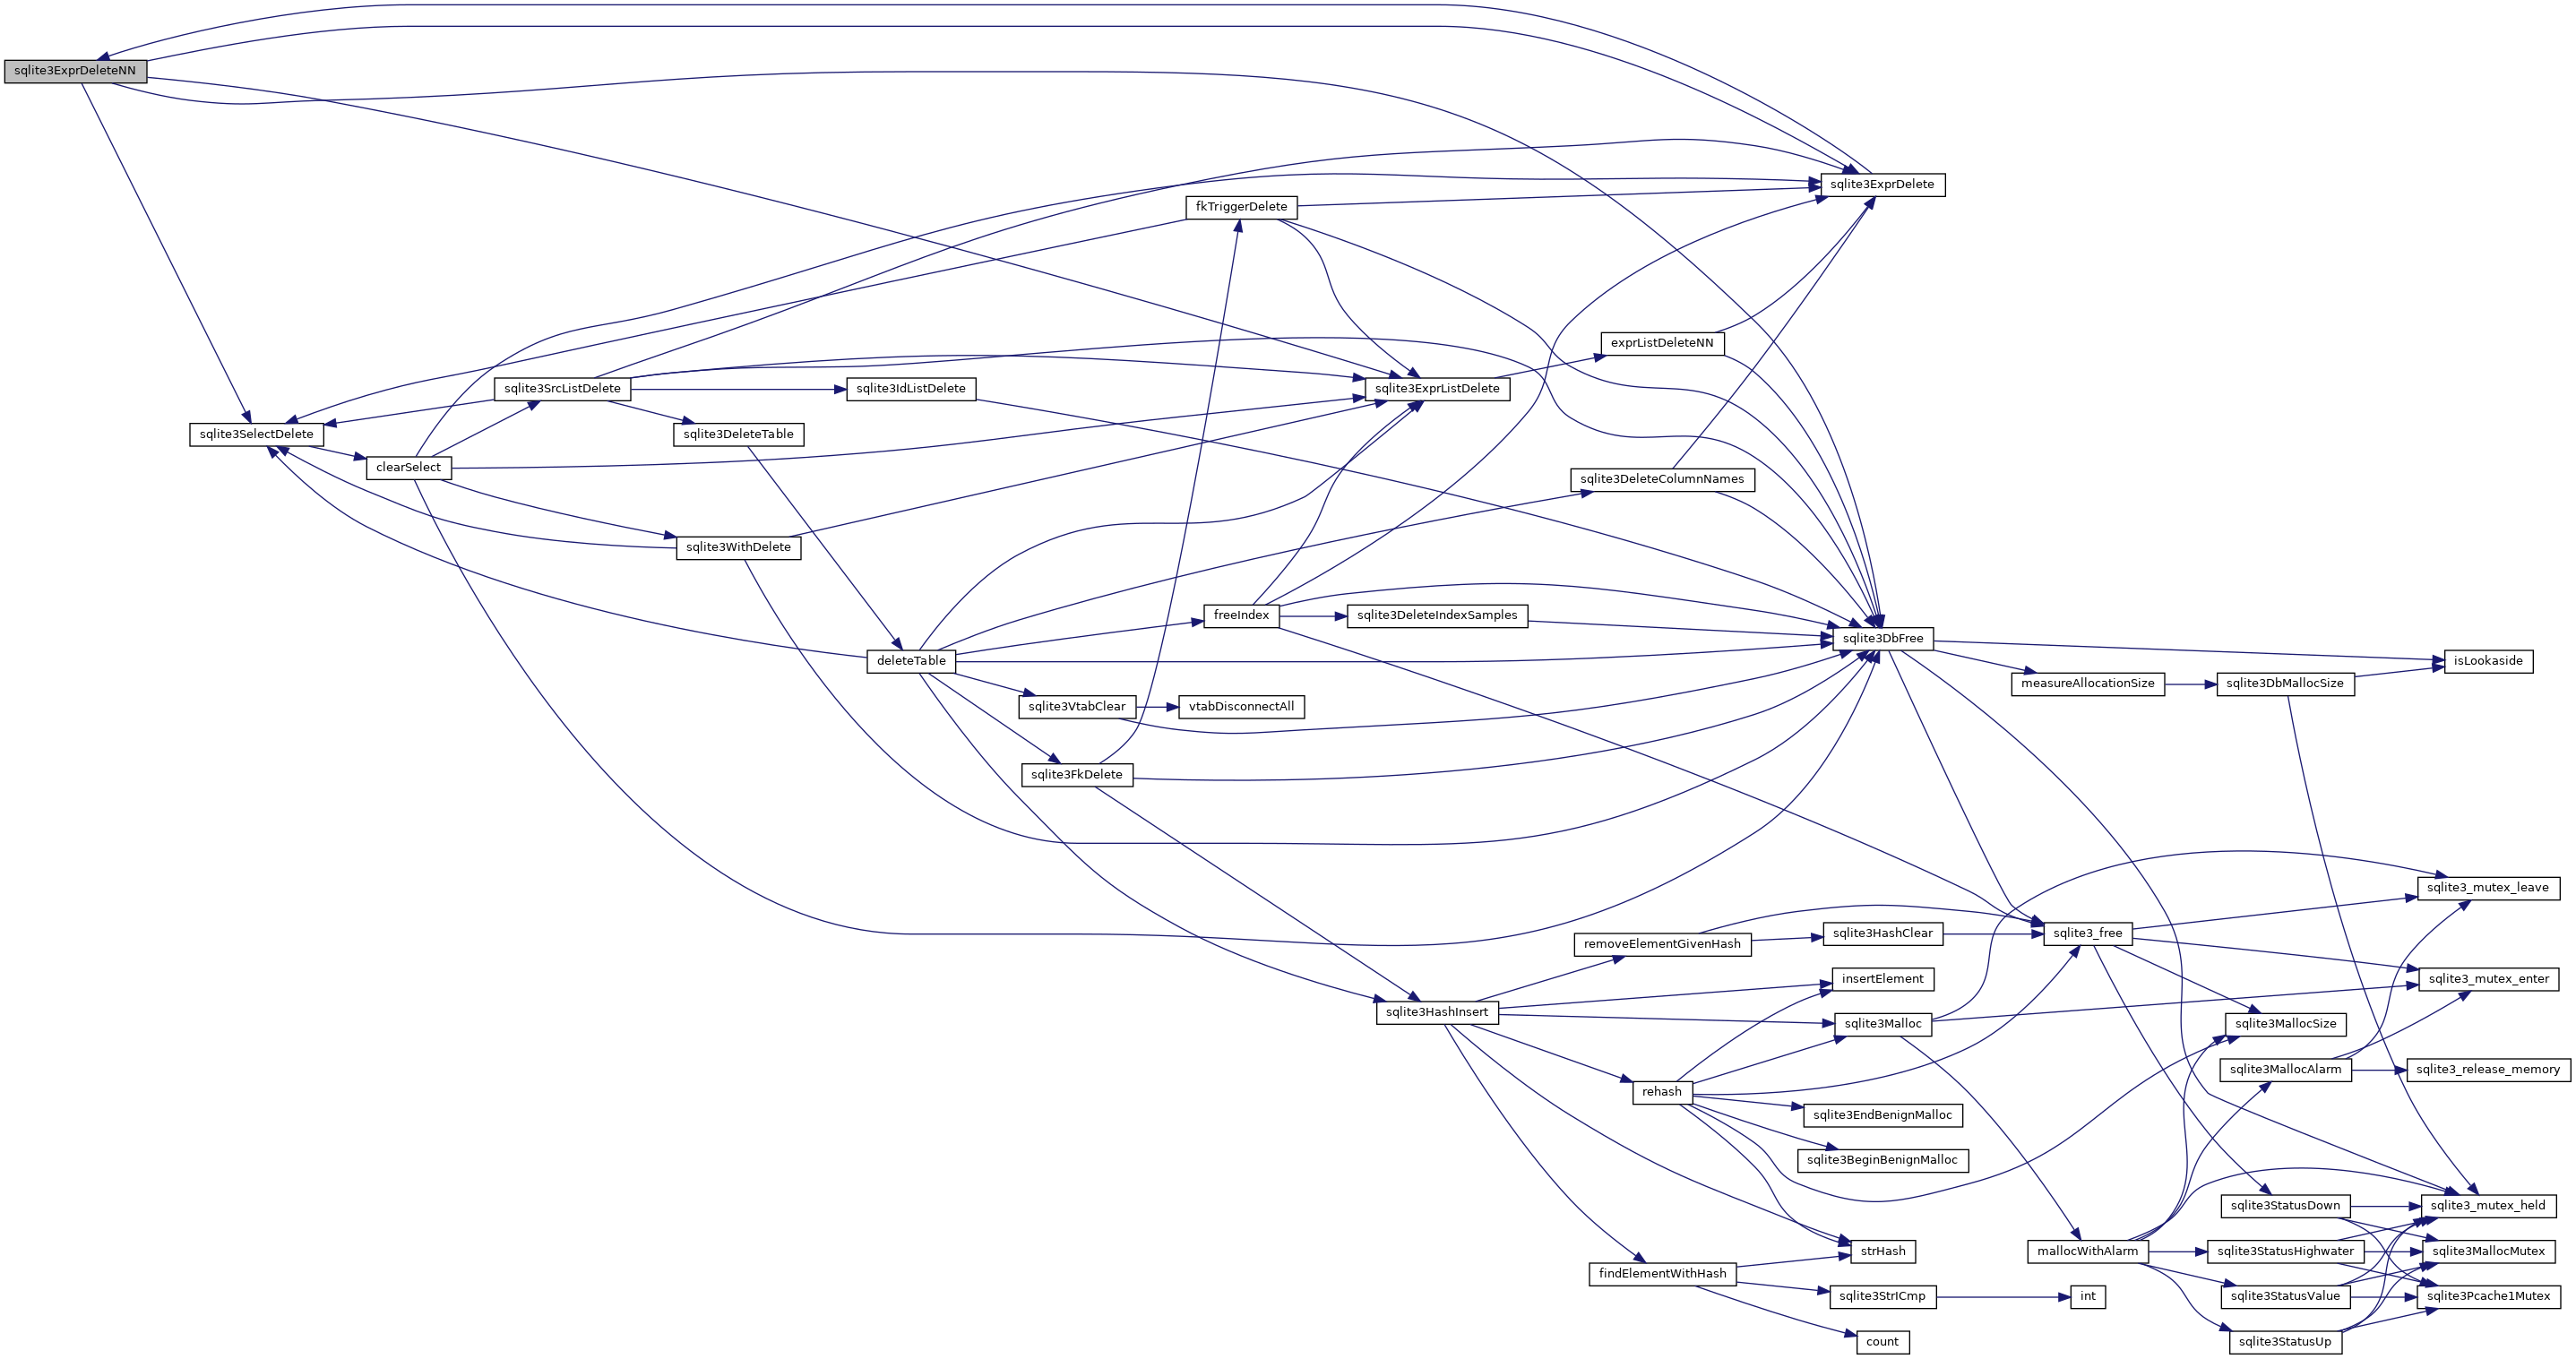 sqlite3ExprDeleteNN
sqlite3ExprDelete
fkTriggerDelete
exprListDeleteNN
sqlite3SrcListDelete
sqlite3IdListDelete
sqlite3ExprListDelete
sqlite3SelectDelete
sqlite3DeleteTable
clearSelect
sqlite3DeleteColumnNames
sqlite3WithDelete
freeIndex
sqlite3DeleteIndexSamples
sqlite3DbFree
deleteTable
isLookaside
measureAllocationSize
sqlite3DbMallocSize
sqlite3VtabClear
vtabDisconnectAll
sqlite3FkDelete
sqlite3_mutex_leave
removeElementGivenHash
sqlite3HashClear
sqlite3_free
insertElement
sqlite3_mutex_enter
sqlite3HashInsert
sqlite3Malloc
sqlite3MallocSize
sqlite3MallocAlarm
sqlite3_release_memory
rehash
sqlite3EndBenignMalloc
sqlite3BeginBenignMalloc
sqlite3StatusDown
sqlite3_mutex_held
strHash
mallocWithAlarm
sqlite3StatusHighwater
sqlite3MallocMutex
findElementWithHash
sqlite3StrICmp
int
sqlite3StatusValue
sqlite3Pcache1Mutex
count
sqlite3StatusUp